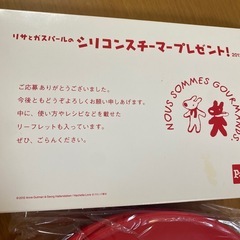 リサとガスパールの シリコンスチーマープレゼント! 201
ご応募ありがとうございました。
今後ともどうぞよろしくお願い申しあげます。
中に、使い方やレシピなどを載せた
リーフレットも入っています。
ぜひ、ごらんください。
NOUS SOMMES GOURMANDS